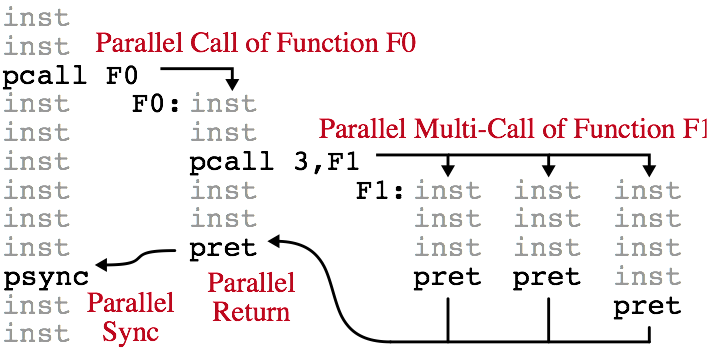 inst
inst Parallel Call of Function F0
pcall F0
inst F0: inst
inst inst Parallel Multi-Call of Function F1
inst pcall 3,F1
inst inst F1: inst inst inst
inst inst inst inst inst
inst pret inst inst inst
psync Parallel pret pret inst
inst Parallel Return pret
inst Sync